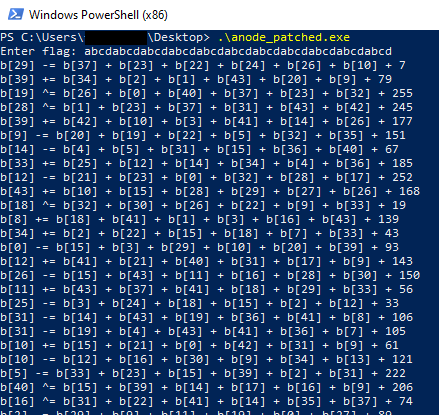 Windows PowerShell (x86)
PS C:\Users\ \Desktop> .\anode_patched.exe
Enter flag: abcdabcdabcdabcdabcdabcdabcdabcdabcdabcdabcd
b[29] -= b[37] + b[23] + b[22] + b[24] + b[26] + b[10] + 7
b[39] += b[34] + b[2] + b[1] + b[43] + b[20] + b[9] + 79
b[19] ^= b[26] + b[0] + b[40] + b[37] + b[23] + b[32] + 255
b[28] ^= b[1] + b[23] + b[37] + b[31] + b[43] + b[42] + 245
b[39] += b[42] + b[10] + b[3] + b[41] + b[14] + b[26] + 177
b[9] -= b[20] + b[19] + b[22] + b[5] + b[32] + b[35] + 151
b[14] -= b[4] + b[5] + b[31] + b[15] + b[36] + b[40] + 67
b[33] += b[25] + b[12] + b[14] + b[34] + b[4] + b[36] + 185
b[12] -= b[21] + b[23] + b[0] + b[32] + b[28] + b[17] + 252
b[43] += b[10] + b[15] + b[28] + b[29] + b[27] + b[26] + 168
b[18] ^= b[32] + b[30] + b[26] + b[22] + b[9] + b[33] + 19
b[8] += b[18] + b[41] + b[1] + b[3] + b[16] + b[43] + 139
b[34] += b[2] + b[22] + b[15] + b[18] + b[7] + b[33] + 43
b[0] -= b[15] + b[3] + b[29] + b[10] + b[20] + b[39] + 93
b[12] += b[41] + b[21] + b[40] + b[31] + b[17] + b[9] + 143
b[26] -= b[15] + b[43] + b[11] + b[16] + b[28] + b[30] + 150
b[11] += b[43] + b[37] + b[41] + b[18] + b[29] + b[33] + 56
b[25] -= b[3] + b[24] + b[18] + b[15] + b[2] + b[12] + 33
b[31] -= b[14] + b[43] + b[19] + b[39] + b[36] + b[41] + b[8] + 106
b[31] -= b[19] + b[4] + b[43] + b[41] + b[36] + b[7] + 105
b[10] += b[15] + b[21] + b[0] + b[42] + b[31] + b[9] + 61
b[10] -= b[12] + b[16] + b[30] + b[9] + b[34] + b[13] + 121
b[5] -= b[33] + b[23] + b[15] + b[39] + b[2] + b[31] + 222
b[40] ^= b[15] + b[39] + b[12] + b[17] + b[16] + b[9] + 206
b[16] ^= b[31] + b[22] + b[41] + b[14] + b[35] + b[37] + 74
b[2] -= b[29] + b[9] + b[11] + b[19] + b[0] + b[27] + 89